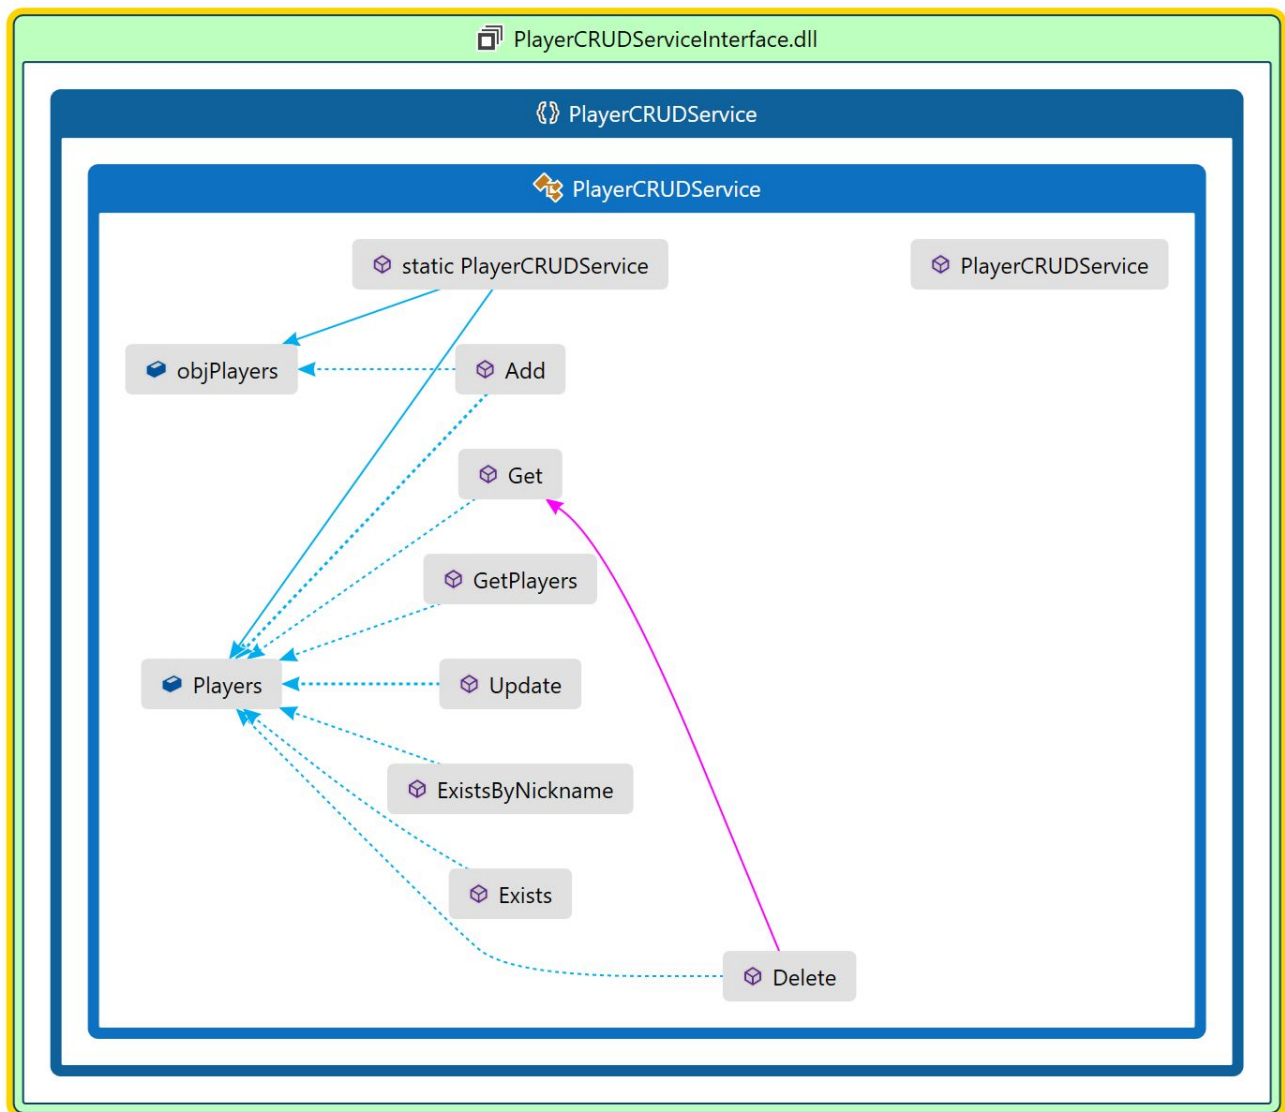 PlayerCRUDServiceInterface.dll
PlayerCRUDService
PlayerCRUDService
static PlayerCRUDService
PlayerCRUDService
objPlayers
Add
Get
GetPlayers
Players
Update
ExistsByNickname
Exists
Delete